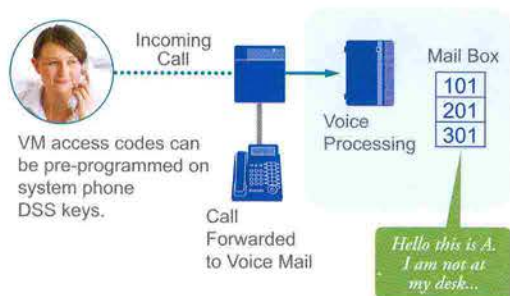 Incoming
Call
Mail Box
101
201
301
Voice
Processing
VM access codes can
be pre-programmed on
system phone
DSS keys.
Call
Forwarded
to Voice Mail
Hello this is A.
I am not at
my desk...